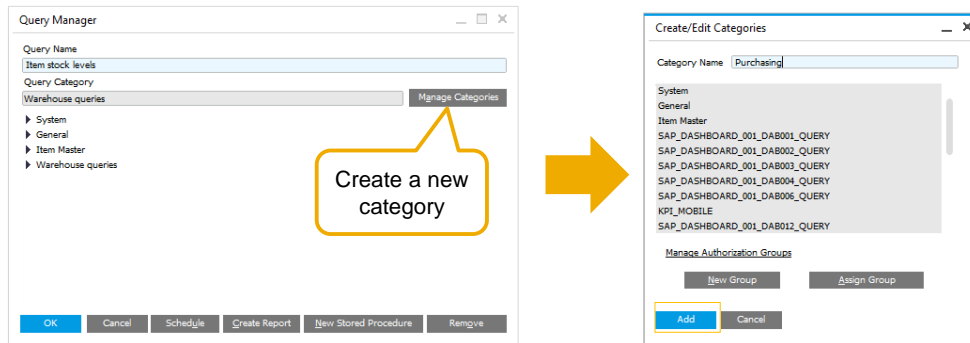 Query Manager
Query Name
Item stock levels
Query Category
Warehouse queries
Manage Categories
System
General
Item Master
Warehouse queries
Create a new
category
OK
Cancel
Schedule
Create Report
New Stored Procedure
Remove
Create/Edit Categories
Category Name
Purchasing
System
General
Item Master
SAP_DASHBOARD_001_DAB001_QUERY
SAP_DASHBOARD_001_DAB002_QUERY
SAP_DASHBOARD_001_DAB003_QUERY
SAP_DASHBOARD_001_DAB004_QUERY
SAP_DASHBOARD_001_DAB006_QUERY
KPI_MOBILE
SAP_DASHBOARD_001_DAB012_QUERY
Manage Authorization Groups
New Group
Assign Group
Add
Cancel